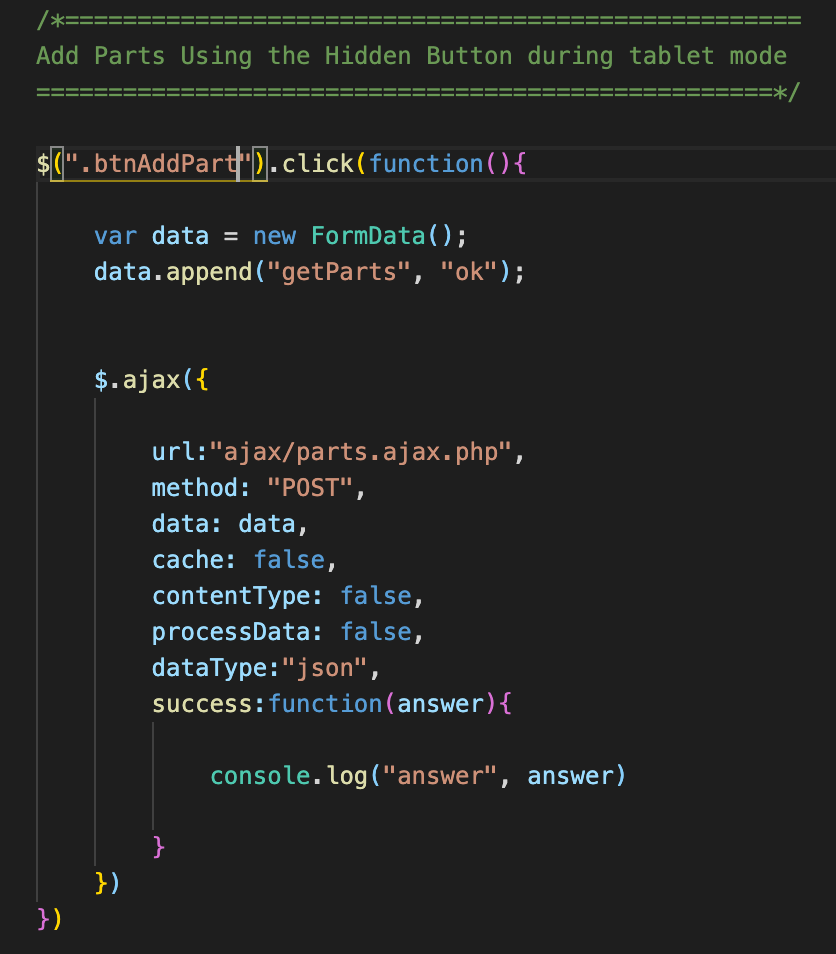 /*===================================================
Add Parts Using the Hidden Button during tablet mode
===================================================*/
$(".btnAddPart").click(function(){
var data = new FormData();
data.append("getParts", "ok");
$.ajax({
url:"ajax/parts.ajax.php",
method: "POST",
data: data,
cache: false,
contentType: false,
processData: false,
dataType:"json",
success:function(answer){
console.log("answer", answer)
}
})
})